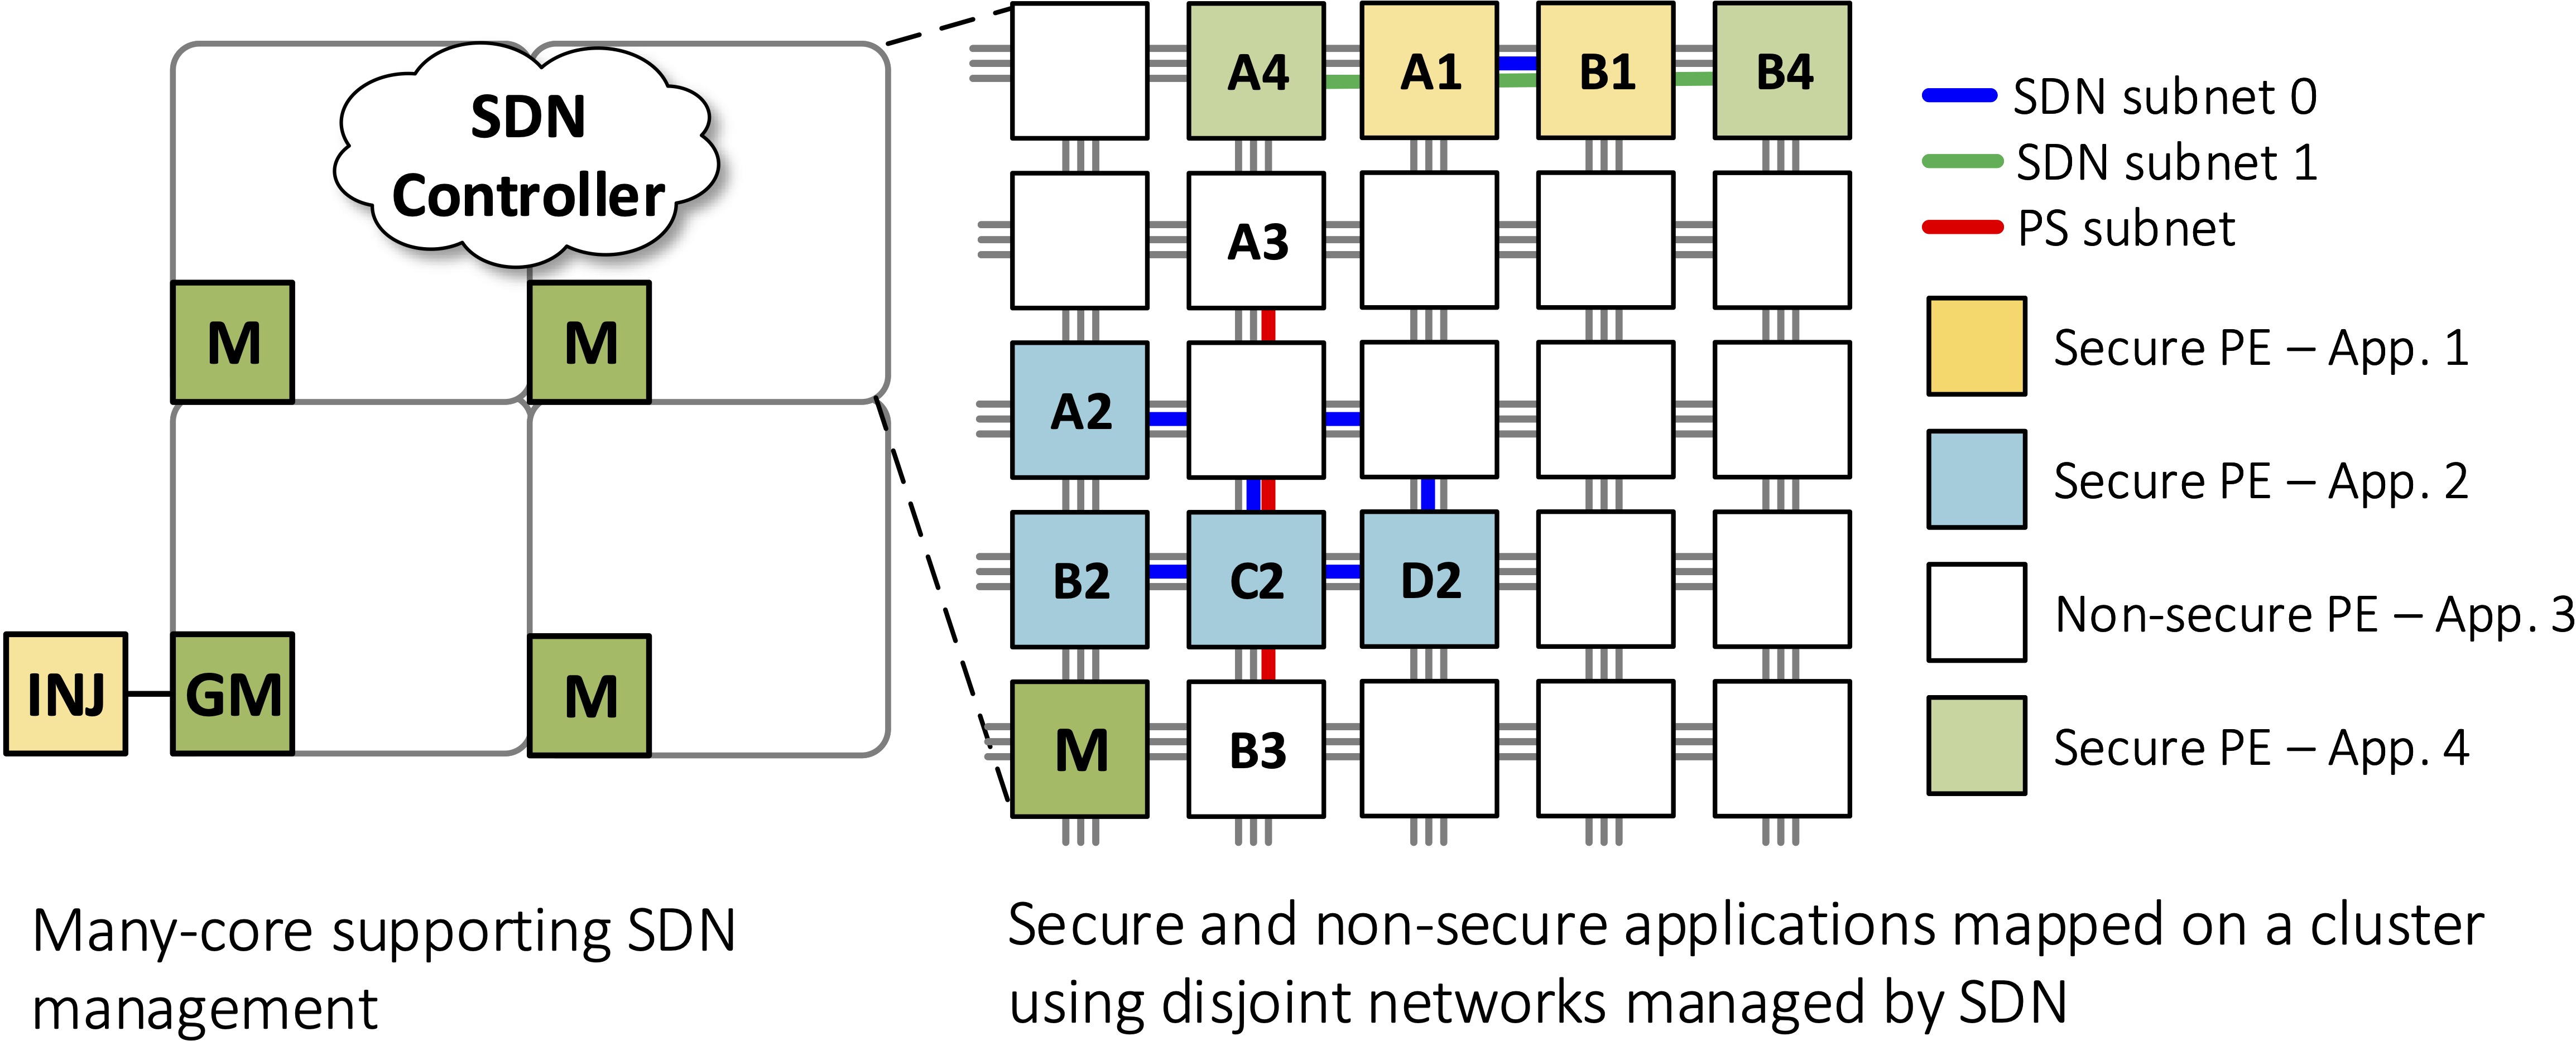 SDN
Controller
M
M
INJ
GM
M
Many-core supporting SDN
management
A4
A1
B1
B4
A3
A2
B2
C2
D2
M
B3
SDN subnet 0
SDN subnet 1
PS subnet
Secure PE – App. 1
Secure PE – App. 2
Non-secure PE – App. 3
Secure PE – App. 4
Secure and non-secure applications mapped on a cluster
using disjoint networks managed by SDN